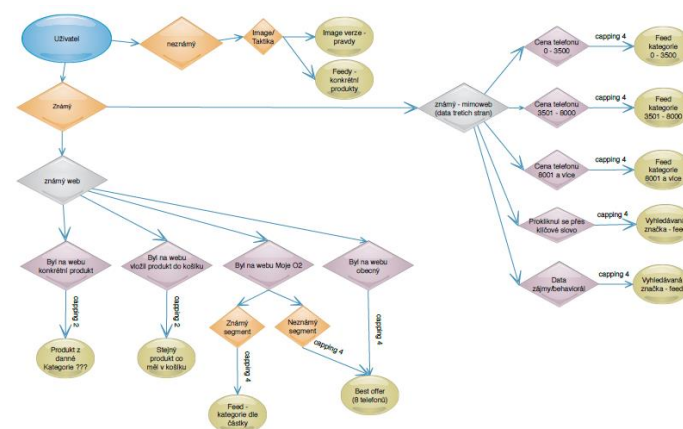 Uživatel
neznámý
Image/
Taktika
Image verze -
pravdy
Feedy -
konkrétní
produkty
Známý
známý - mimoweb
(data tretich stran)
Cena telefonu
0 - 3500
capping 4
Feed
kategorie
0 - 3500
Cena telefonu
3501 - 8000
capping 4
Feed
kategorie
3501 - 8000
Cena telefonu
8001 a více
capping 4
Feed
kategorie
8001 a více
Prokliknul se přes
klíčové slovo
capping 4
Vyhledávaná
značka - feed
Data
zájmy/behaviorál
capping 4
Vyhledávaná
značka - feed
známý web
Byl na webu
konkrétní produkt
capping 2
Produkt z
danné
Kategorie ???
Byl na webu
vložil produkt do košíku
capping 2
Stejný
produkt co
měl v košíku
Byl na webu Moje O2
Známý
segment
capping 4
Feed -
kategorie dle
částky
Neznámý
segment
capping 4
Byl na webu
obecný
capping 4
Best offer
(8 telefonů)